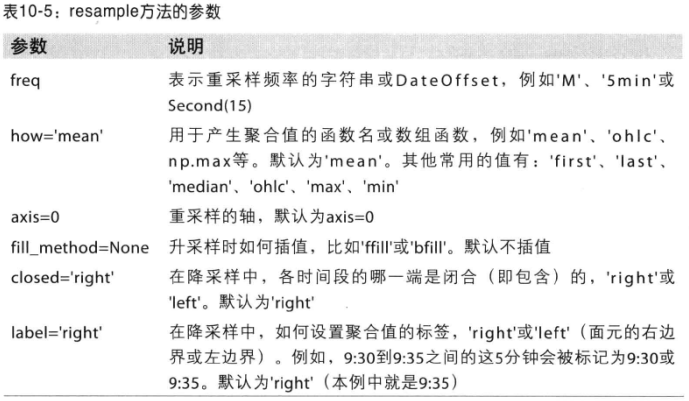 表10-5：resample方法的参数
参数 说明
freq 表示重采样频率的字符串或DateOffset，例如'M'、'5min'或
Second(15)
how='mean' 用于产生聚合值的函数名或数组函数，例如'mean'、'ohlc'、
np.max等。默认为'mean'。其他常用的值有：'first'、'last'、
'median'、'ohlc'、'max'、'min'
axis=0 重采样的轴，默认为axis=0
fill_method=None 升采样时如何插值，比如'ffill'或'bfill'。默认不插值
closed='right' 在降采样中，各时间段的哪一端是闭合（即包含）的，'right'或
'left'。默认为'right'
label='right' 在降采样中，如何设置聚合值的标签，'right'或'left'（面元的右边
界或左边界）。例如，9:30到9:35之间的这5分钟会被标记为9:30或
9:35。默认为'right'（本例中就是9:35）